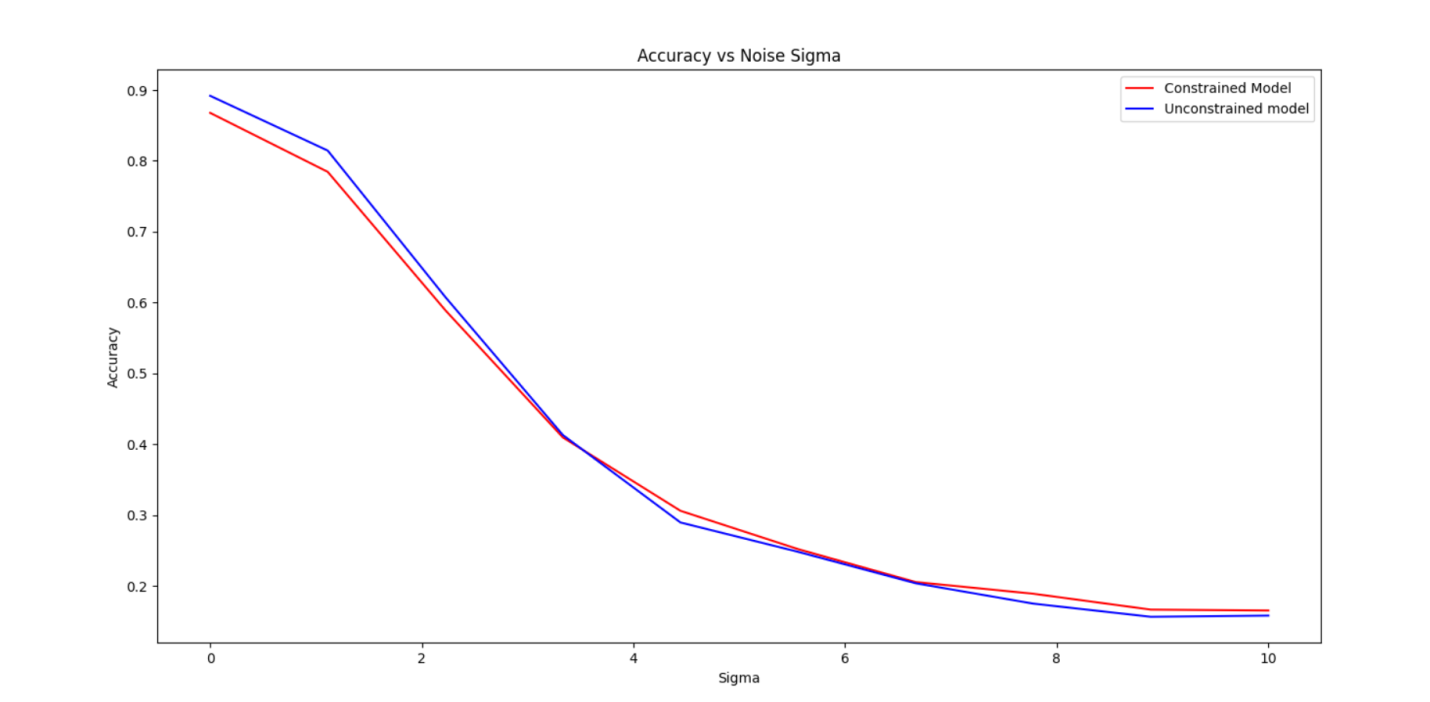 Accuracy vs Noise Sigma
Constrained Model
Unconstrained model
Accuracy
0.9
0.8
0.7
0.6
0.5
0.4
0.3
0.2
0 2 4 6 8 10
Sigma